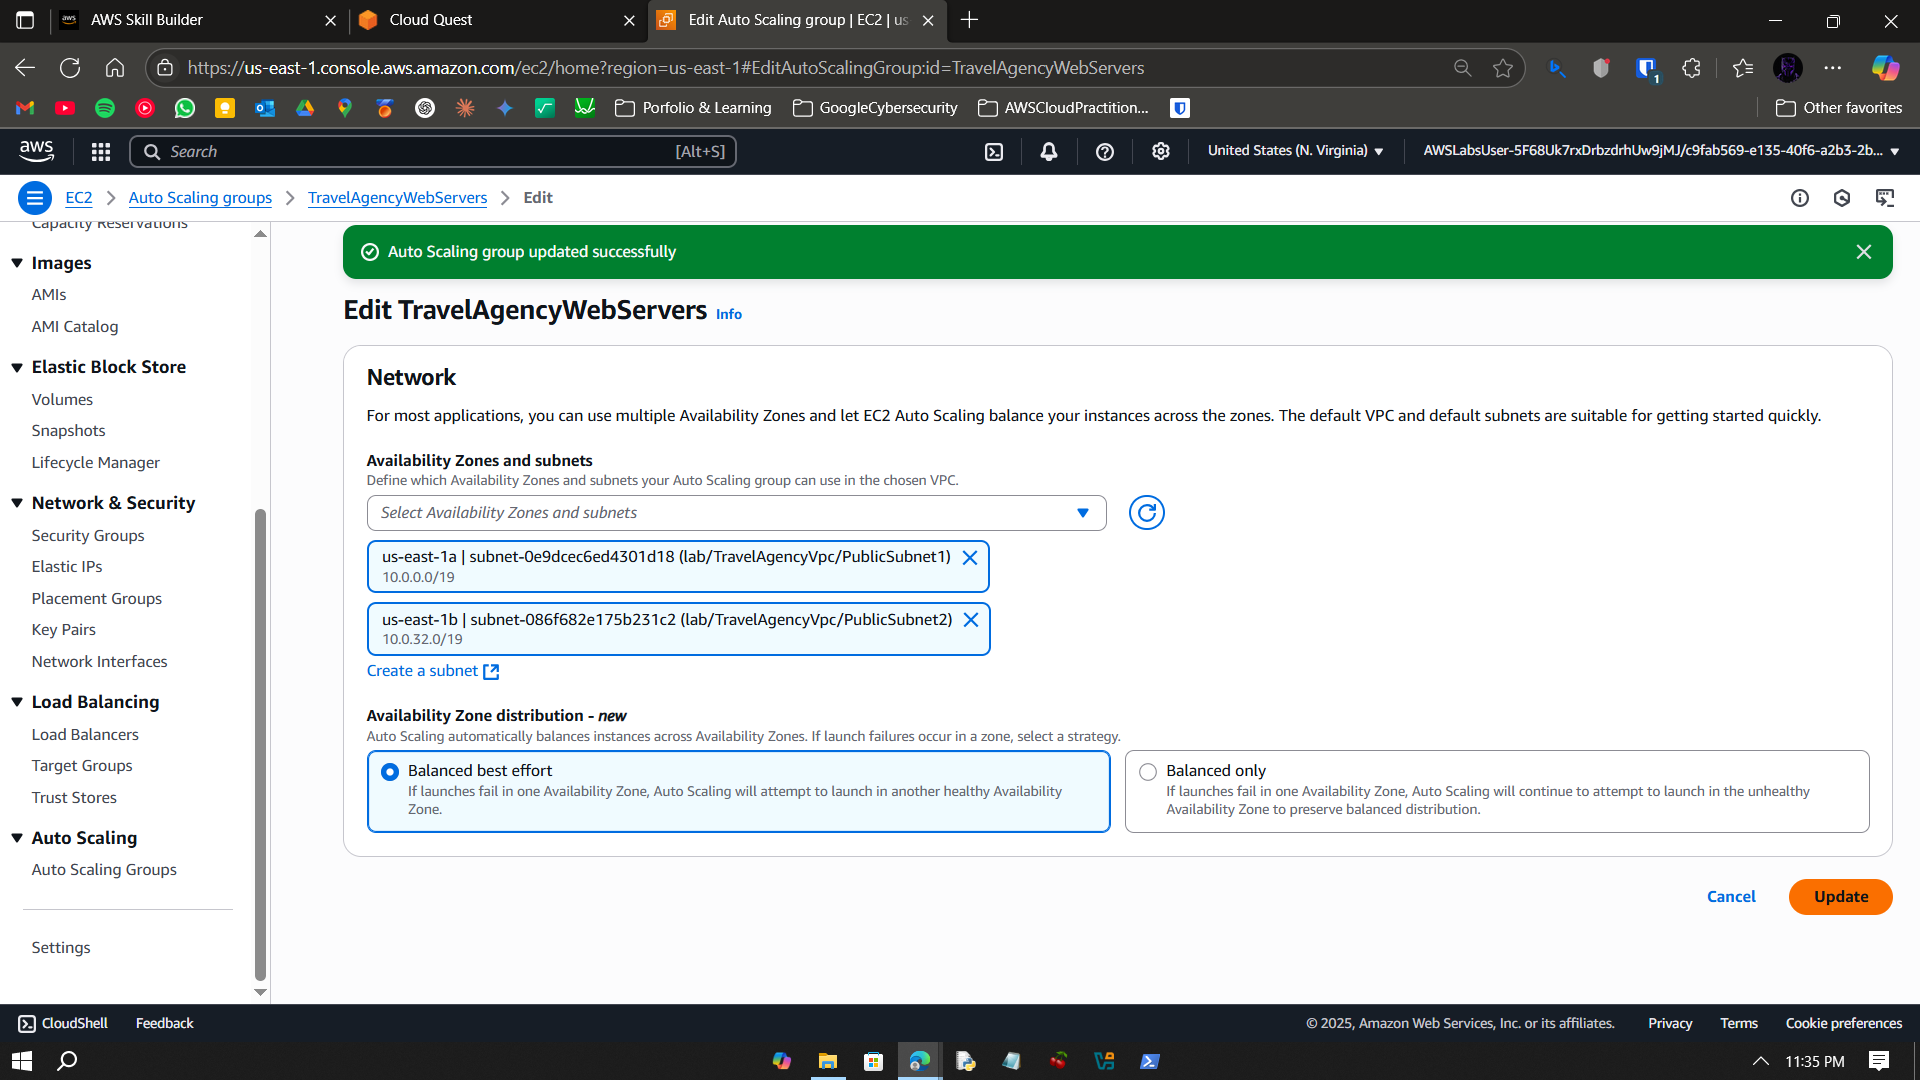 AWS Skill Builder
Cloud Quest
Edit Auto Scaling group | EC2 | us
https://us-east-1.console.aws.amazon.com/ec2/home?region=us-east-1#EditAutoScalingGroup:id=TravelAgencyWebServers
1
Porfolio & Learning
GoogleCybersecurity
AWSCloudPractition...
Other favorites
aws
Search
[Alt+S]
United States (N. Virginia)
AWSLabsUser-5F68Uk7rxDrbzdrhUw9jMJ/c9fab569-e135-40f6-a2b3-2b...
EC2
Auto Scaling groups
TravelAgencyWebServers
Edit
Capacity Reservations
Images
AMIs
AMI Catalog
Elastic Block Store
Volumes
Snapshots
Lifecycle Manager
Network & Security
Security Groups
Elastic IPs
Placement Groups
Key Pairs
Network Interfaces
Load Balancing
Load Balancers
Target Groups
Trust Stores
Auto Scaling
Auto Scaling Groups
Settings
Auto Scaling group updated successfully
Edit TravelAgencyWebServers Info
Network
For most applications, you can use multiple Availability Zones and let EC2 Auto Scaling balance your instances across the zones. The default VPC and default subnets are suitable for getting started quickly.
Availability Zones and subnets
Define which Availability Zones and subnets your Auto Scaling group can use in the chosen VPC.
Select Availability Zones and subnets
us-east-1a | subnet-0e9dcec6ed4301d18 (lab/TravelAgencyVpc/PublicSubnet1)
10.0.0.0/19
us-east-1b | subnet-086f682e175b231c2 (lab/TravelAgencyVpc/PublicSubnet2)
10.0.32.0/19
Create a subnet
Availability Zone distribution - new
Auto Scaling automatically balances instances across Availability Zones. If launch failures occur in a zone, select a strategy.
Balanced best effort
If launches fail in one Availability Zone, Auto Scaling will attempt to launch in another healthy Availability
Zone.
Balanced only
If launches fail in one Availability Zone, Auto Scaling will continue to attempt to launch in the unhealthy
Availability Zone to preserve balanced distribution.
Cancel
Update
CloudShell
Feedback
© 2025, Amazon Web Services, Inc. or its affiliates.
Privacy
Terms
Cookie preferences
11:35 PM